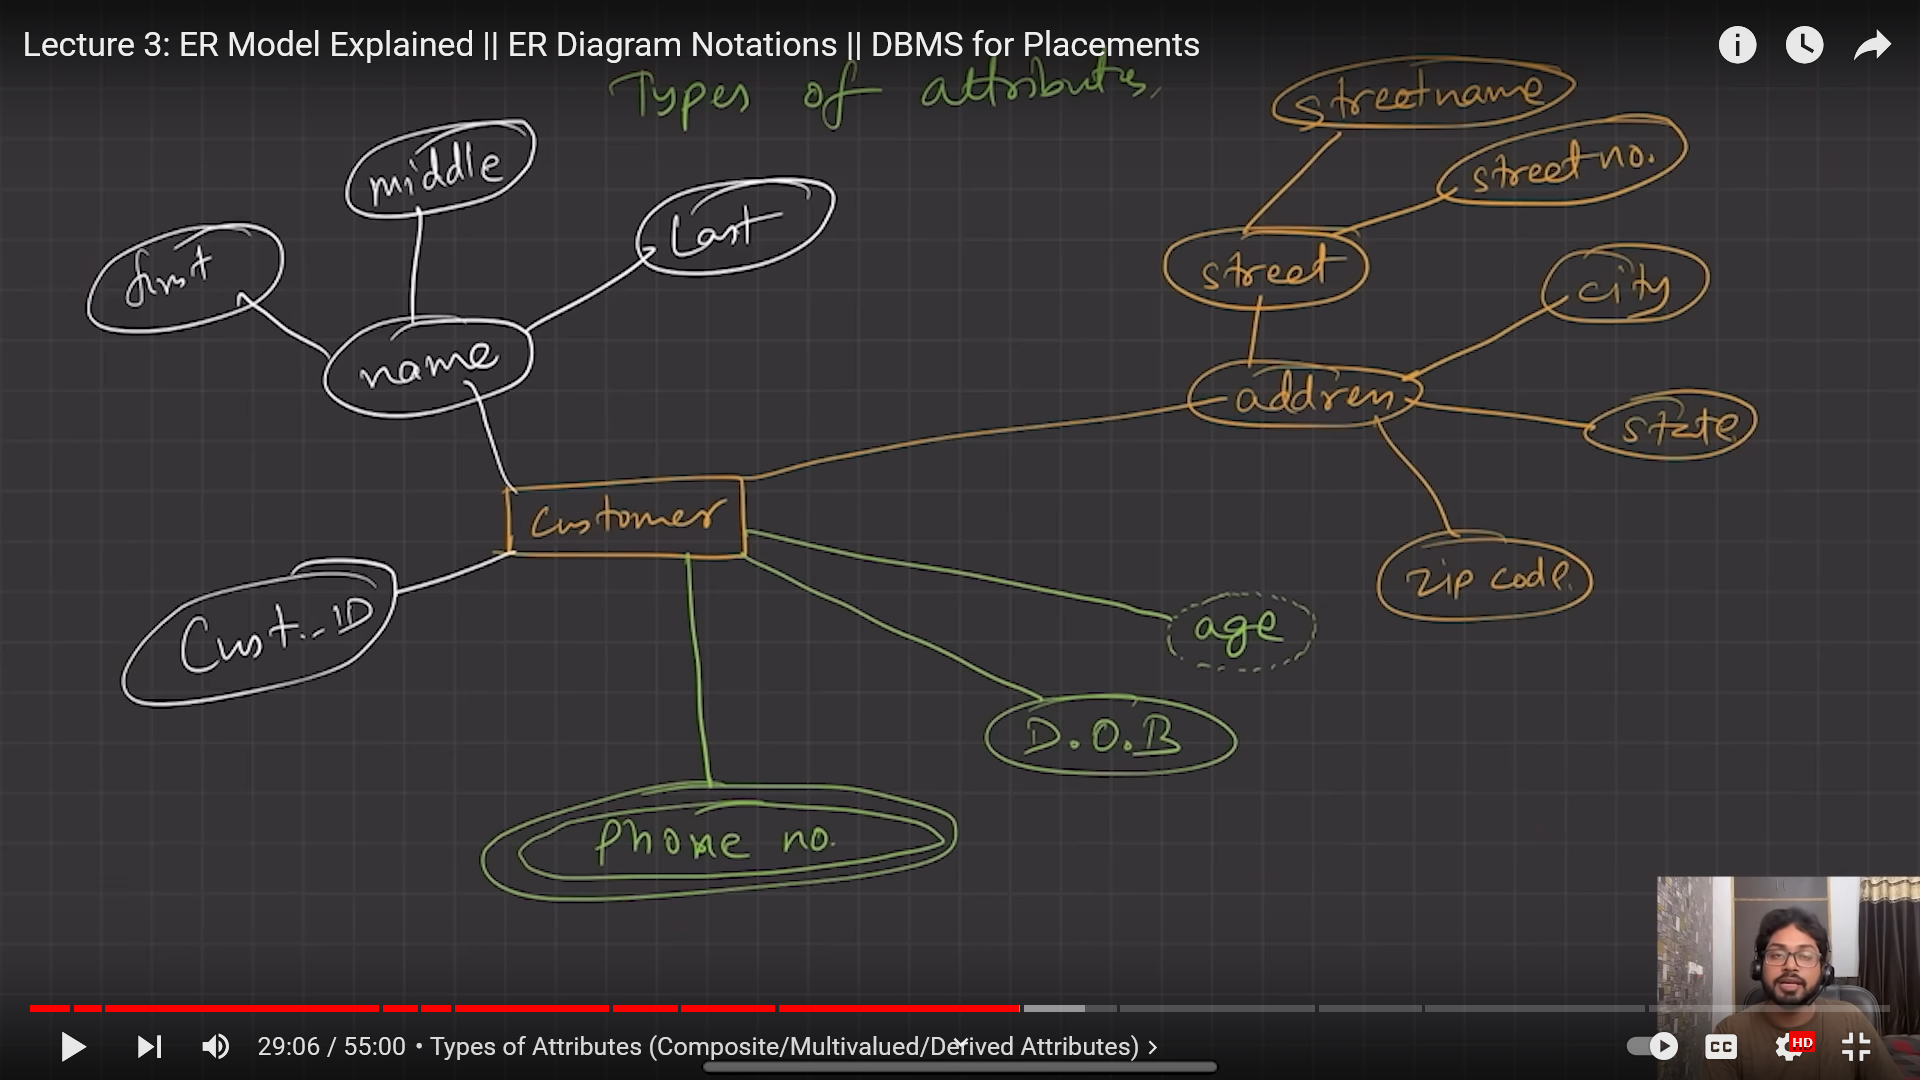 Lecture 3: ER Model Explained || ER Diagram Notations || DBMS for Placements
Types of attributes
streetname
middle
street no.
Last
first
street
city
name
address
state
Customer
zip code
Cust._ID
age
D.O.B
Phone no.
29:06 / 55:00 • Types of Attributes (Composite/Multivalued/Derived Attributes)
CC
HD